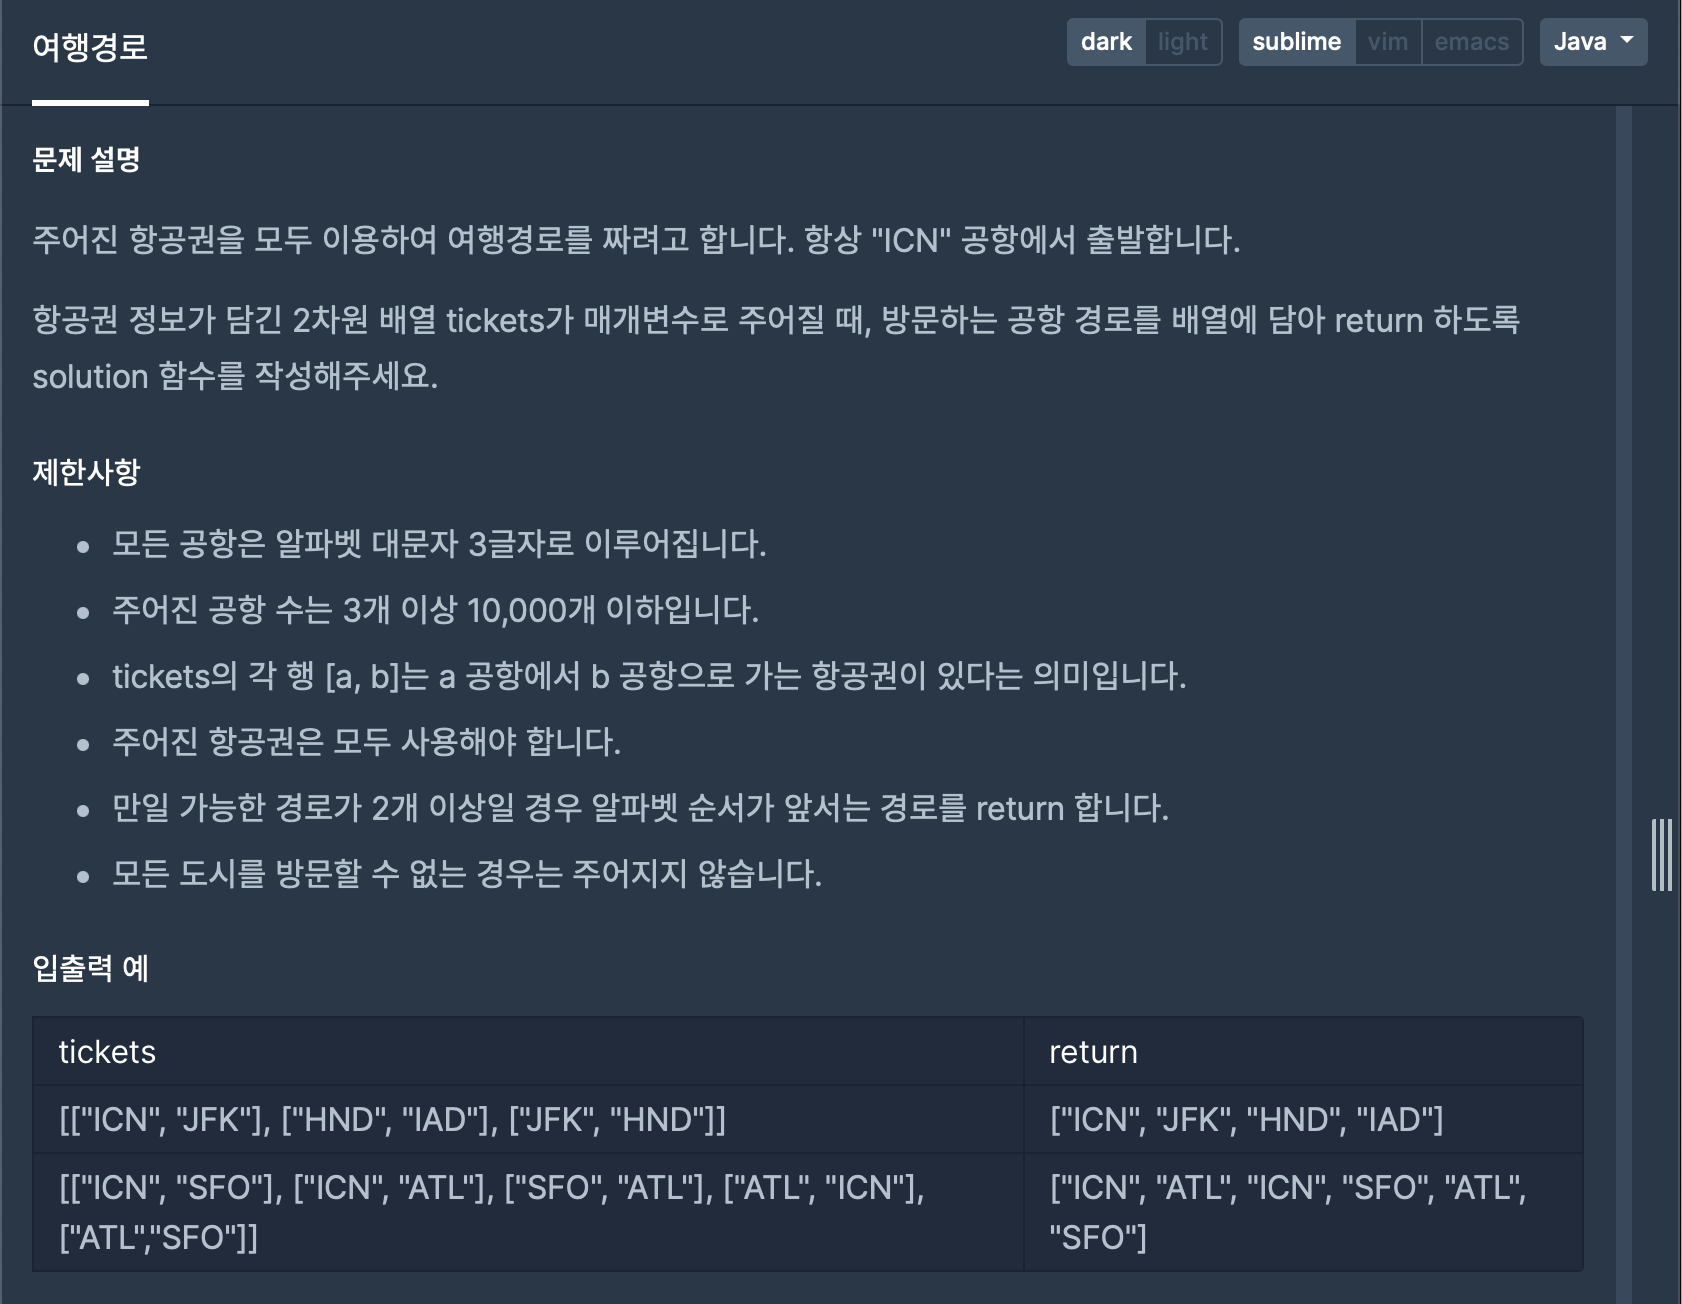 여행경로
dark light sublime vim emacs Java
문제 설명
주어진 항공권을 모두 이용하여 여행경로를 짜려고 합니다. 항상 "ICN" 공항에서 출발합니다.
항공권 정보가 담긴 2차원 배열 tickets가 매개변수로 주어질 때, 방문하는 공항 경로를 배열에 담아 return 하도록
solution 함수를 작성해주세요.
제한사항
• 모든 공항은 알파벳 대문자 3글자로 이루어집니다.
• 주어진 공항 수는 3개 이상 10,000개 이하입니다.
• tickets의 각 행 [a, b]는 a 공항에서 b 공항으로 가는 항공권이 있다는 의미입니다.
• 주어진 항공권은 모두 사용해야 합니다.
• 만일 가능한 경로가 2개 이상일 경우 알파벳 순서가 앞서는 경로를 return 합니다.
• 모든 도시를 방문할 수 없는 경우는 주어지지 않습니다.
입출력 예
tickets return
[["ICN", "JFK"], ["HND", "IAD"], ["JFK", "HND"]] ["ICN", "JFK", "HND", "IAD"]
[["ICN", "SFO"], ["ICN", "ATL"], ["SFO", "ATL"], ["ATL", "ICN"], ["ICN", "ATL", "ICN", "SFO", "ATL",
["ATL","SFO"]] "SFO"]